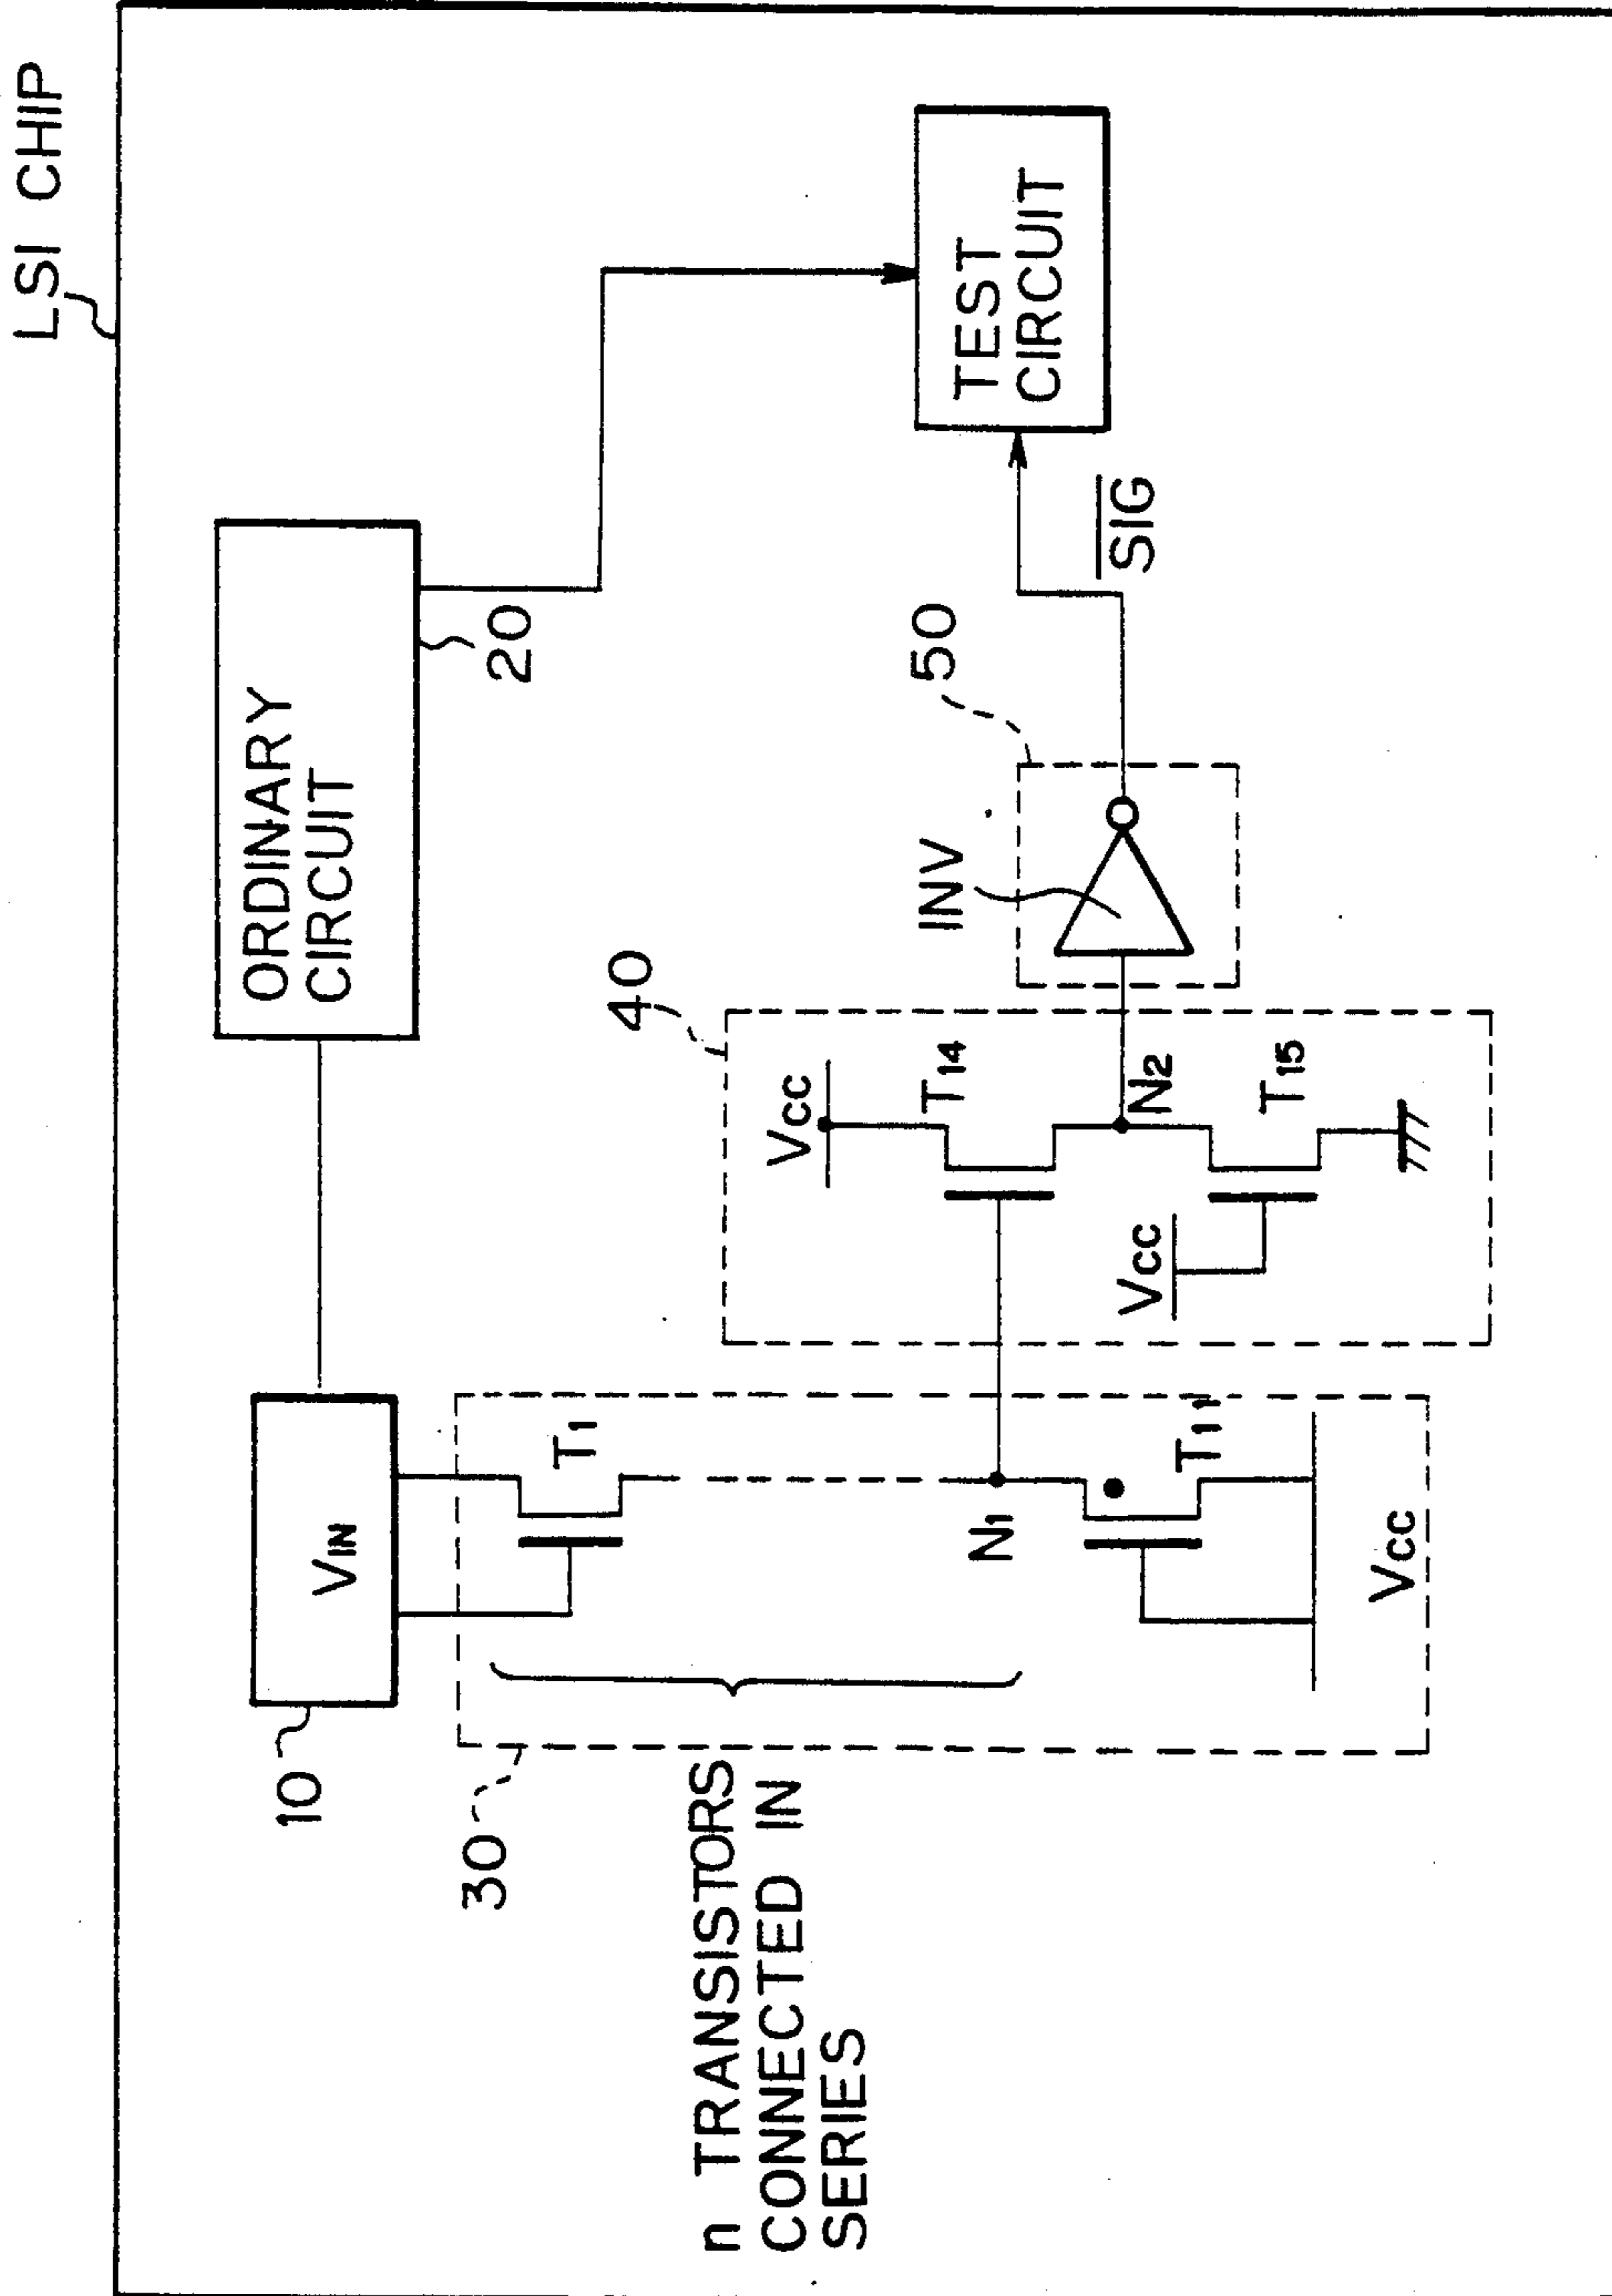 LSI CHIP
ORDINARY
CIRCUIT
20
VIN
10
30
n TRANSISTORS
CONNECTED IN
SERIES
T1
N1
T11
VCC
40
VCC
T14
N2
VCC
T15
50
INV
SIG
TEST
CIRCUIT